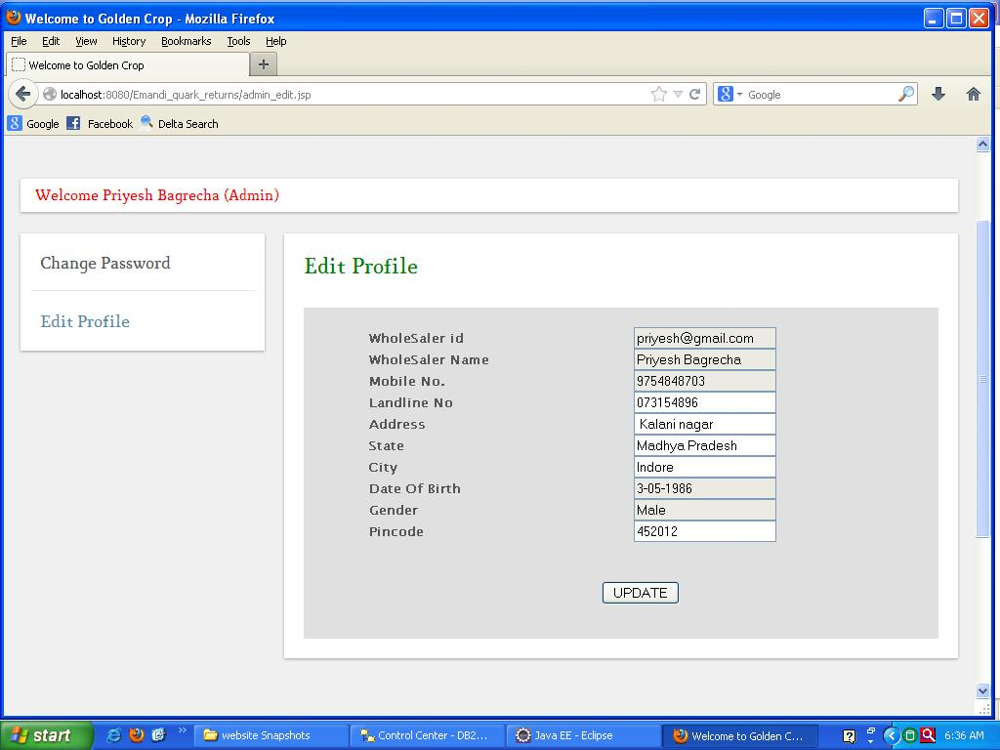 Welcome to Golden Crop - Mozilla Firefox
File Edit View History Bookmarks Tools Help
Welcome to Golden Crop
localhost:8080/Emandi_quark_returns/admin_edit.jsp Google
Google Facebook Delta Search
Welcome Priyesh Bagrecha (Admin)
Change Password
Edit Profile
Edit Profile
WholeSaler id priyesh@gmail.com
WholeSaler Name Priyesh Bagrecha
Mobile No. 9754848703
Landline No 073154896
Address Kalani nagar
State Madhya Pradesh
City Indore
Date Of Birth 3-05-1986
Gender Male
Pincode 452012
UPDATE
start website Snapshots Control Center - DB2... Java EE - Eclipse Welcome to Golden C... 6:36 AM